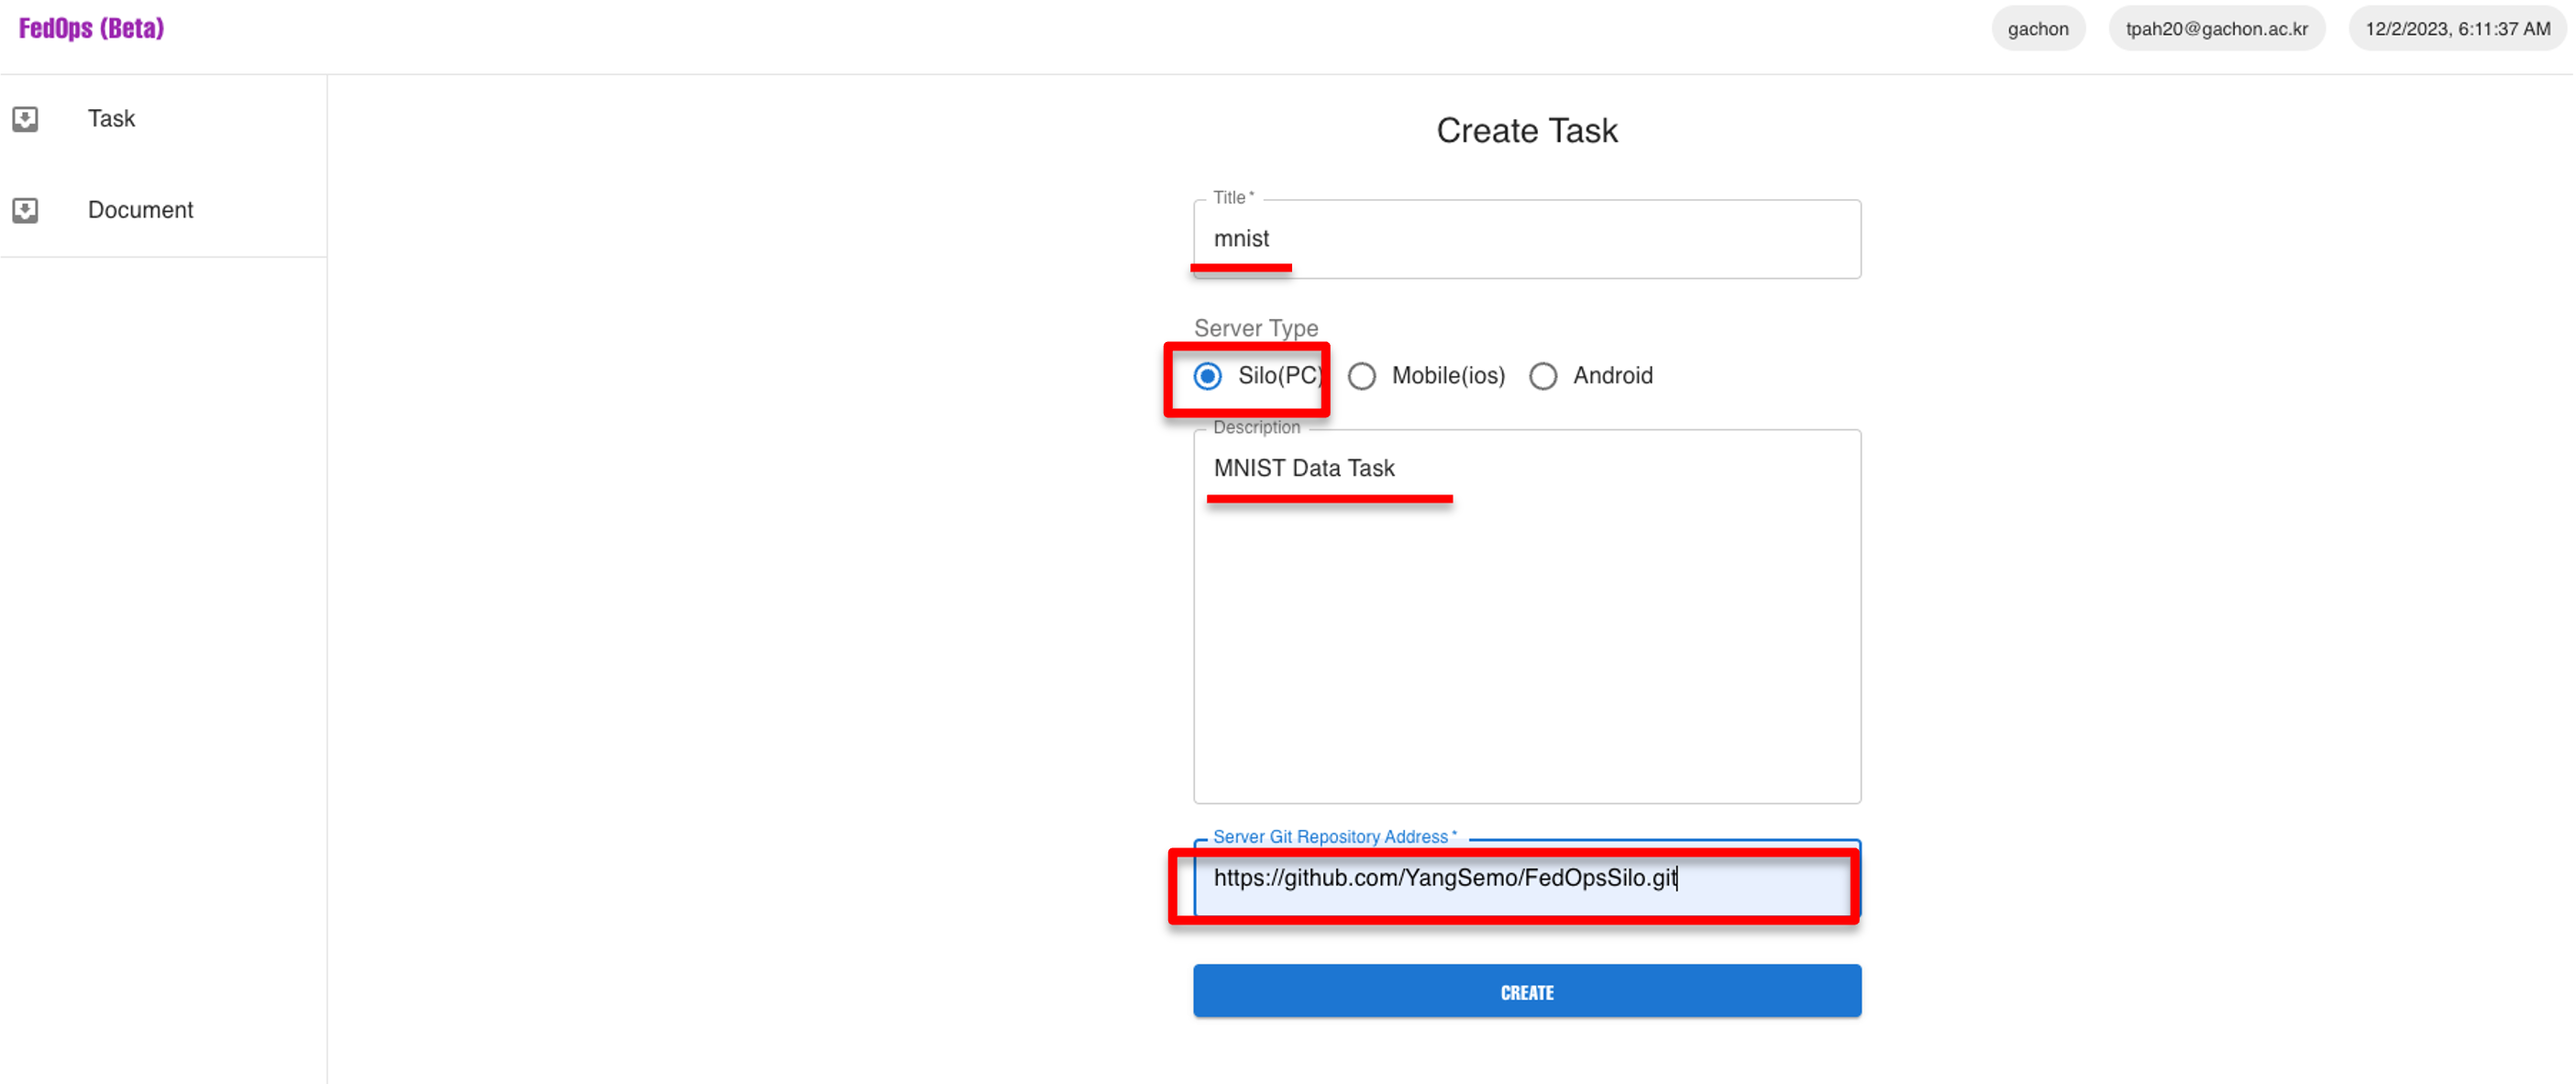 FedOps (Beta)
gachon
tpah20@gachon.ac.kr
12/2/2023, 6:11:37 AM
Task
Document
Create Task
Title *
mnist
Server Type
Silo(PC) Mobile(ios) Android
Description
MNIST Data Task
Server Git Repository Address *
https://github.com/YangSemo/FedOpsSilo.git
CREATE